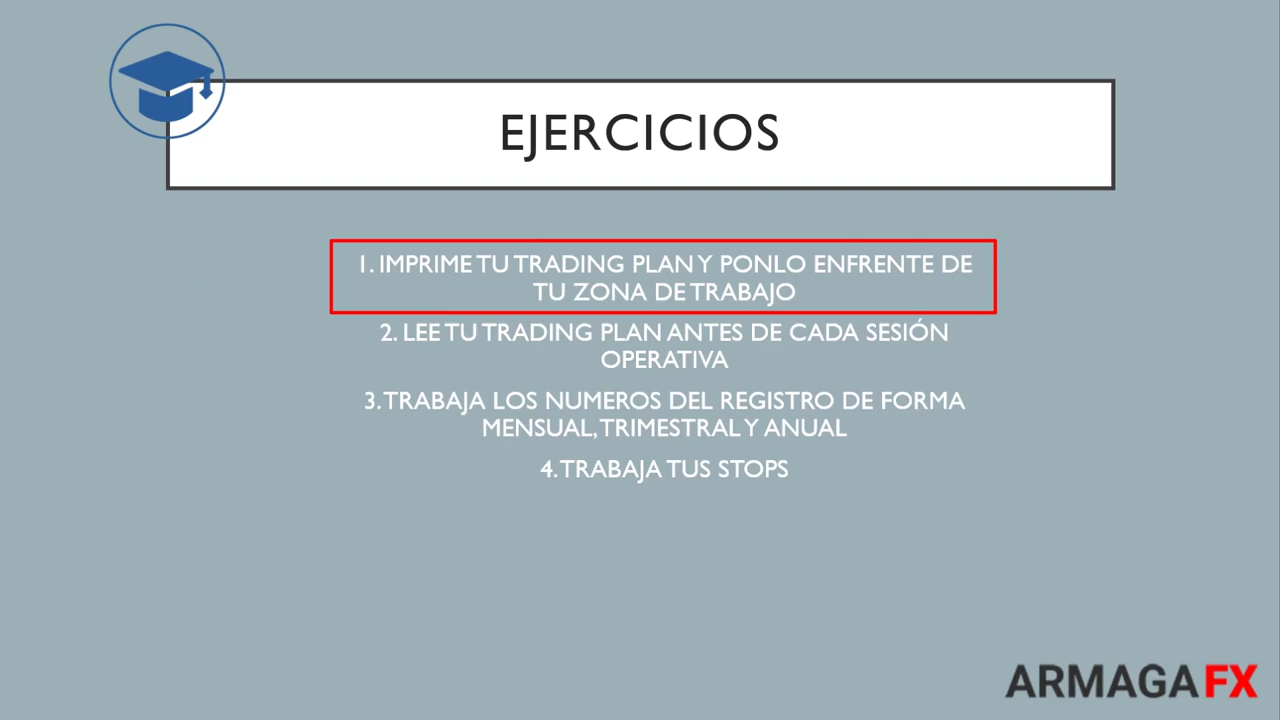 EJERCICIOS
1. IMPRIME TU TRADING PLAN Y PONLO ENFRENTE DE
TU ZONA DE TRABAJO
2. LEE TU TRADING PLAN ANTES DE CADA SESIÓN
OPERATIVA
3. TRABAJA LOS NUMEROS DEL REGISTRO DE FORMA
MENSUAL, TRIMESTRAL Y ANUAL
4. TRABAJA TUS STOPS
ARMAGAFX